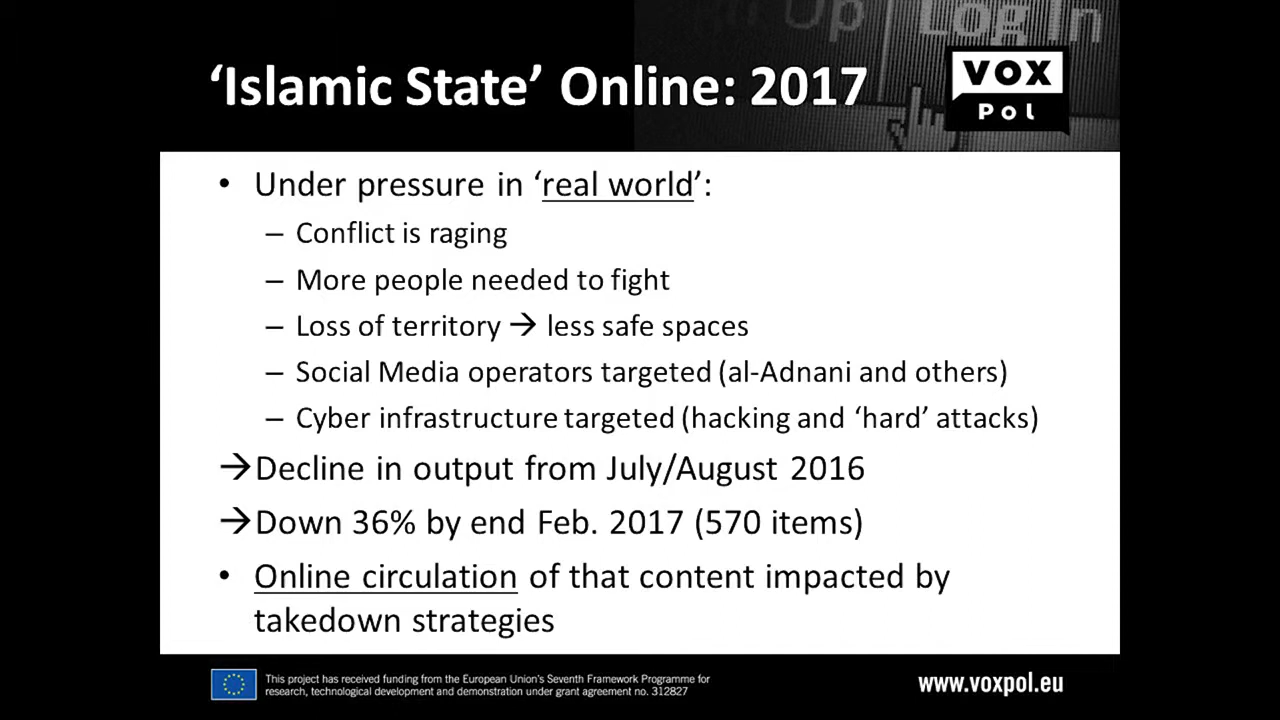 Up Log In
‘Islamic State’ Online: 2017
VOX
Pol
• Under pressure in ‘real world’:
– Conflict is raging
– More people needed to fight
– Loss of territory → less safe spaces
– Social Media operators targeted (al-Adnani and others)
– Cyber infrastructure targeted (hacking and ‘hard’ attacks)
→Decline in output from July/August 2016
→Down 36% by end Feb. 2017 (570 items)
• Online circulation of that content impacted by
takedown strategies
This project has received funding from the European Union's Seventh Framework Programme for
research, technological development and demonstration under grant agreement no. 312827
www.voxpol.eu